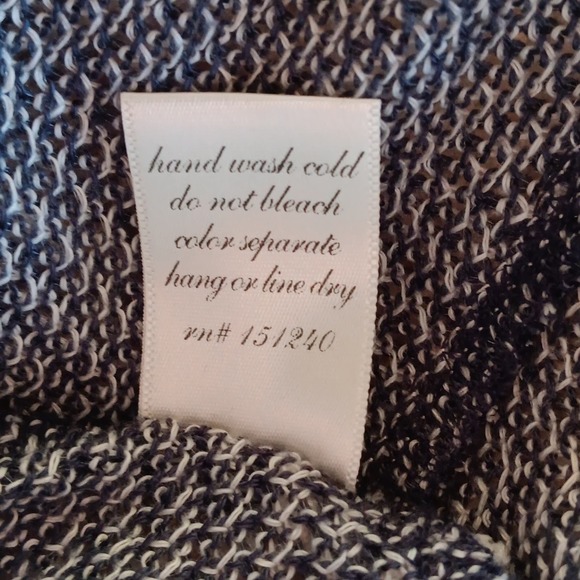 hand wash cold
do not bleach
color separate
hang or line dry
rn# 151240